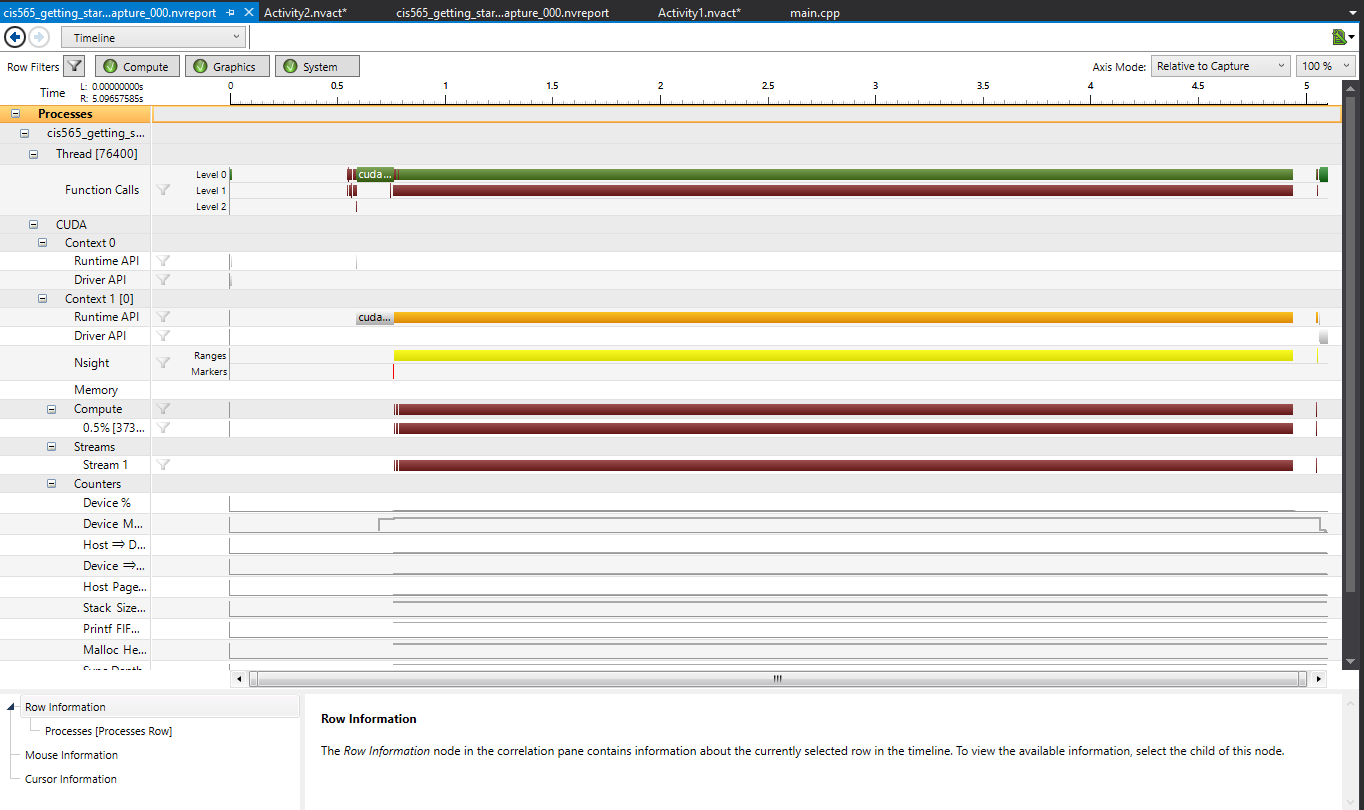 cis565_getting_star...apture_000.nvreport Activity2.nvact* cis565_getting_star...apture_000.nvreport Activity1.nvact* main.cpp
Timeline
Row Filters Compute Graphics System Axis Mode: Relative to Capture 100 %
Time L: 0.00000000s
R: 5.09657585s
0 0.5 1 1.5 2 2.5 3 3.5 4 4.5 5
Processes
cis565_getting_s...
Thread [76400]
Function Calls
Level 0 cuda...
Level 1
Level 2
CUDA
Context 0
Runtime API
Driver API
Context 1 [0]
Runtime API cuda...
Driver API
Nsight
Ranges
Markers
Memory
Compute
0.5% [373...
Streams
Stream 1
Counters
Device %
Device M...
Host ⇒ D...
Device ⇒...
Host Page...
Stack Size...
Printf FIF...
Malloc He...
Sync Depth
Row Information
Processes [Processes Row]
Mouse Information
Cursor Information
Row Information
The Row Information node in the correlation pane contains information about the currently selected row in the timeline. To view the available information, select the child of this node.